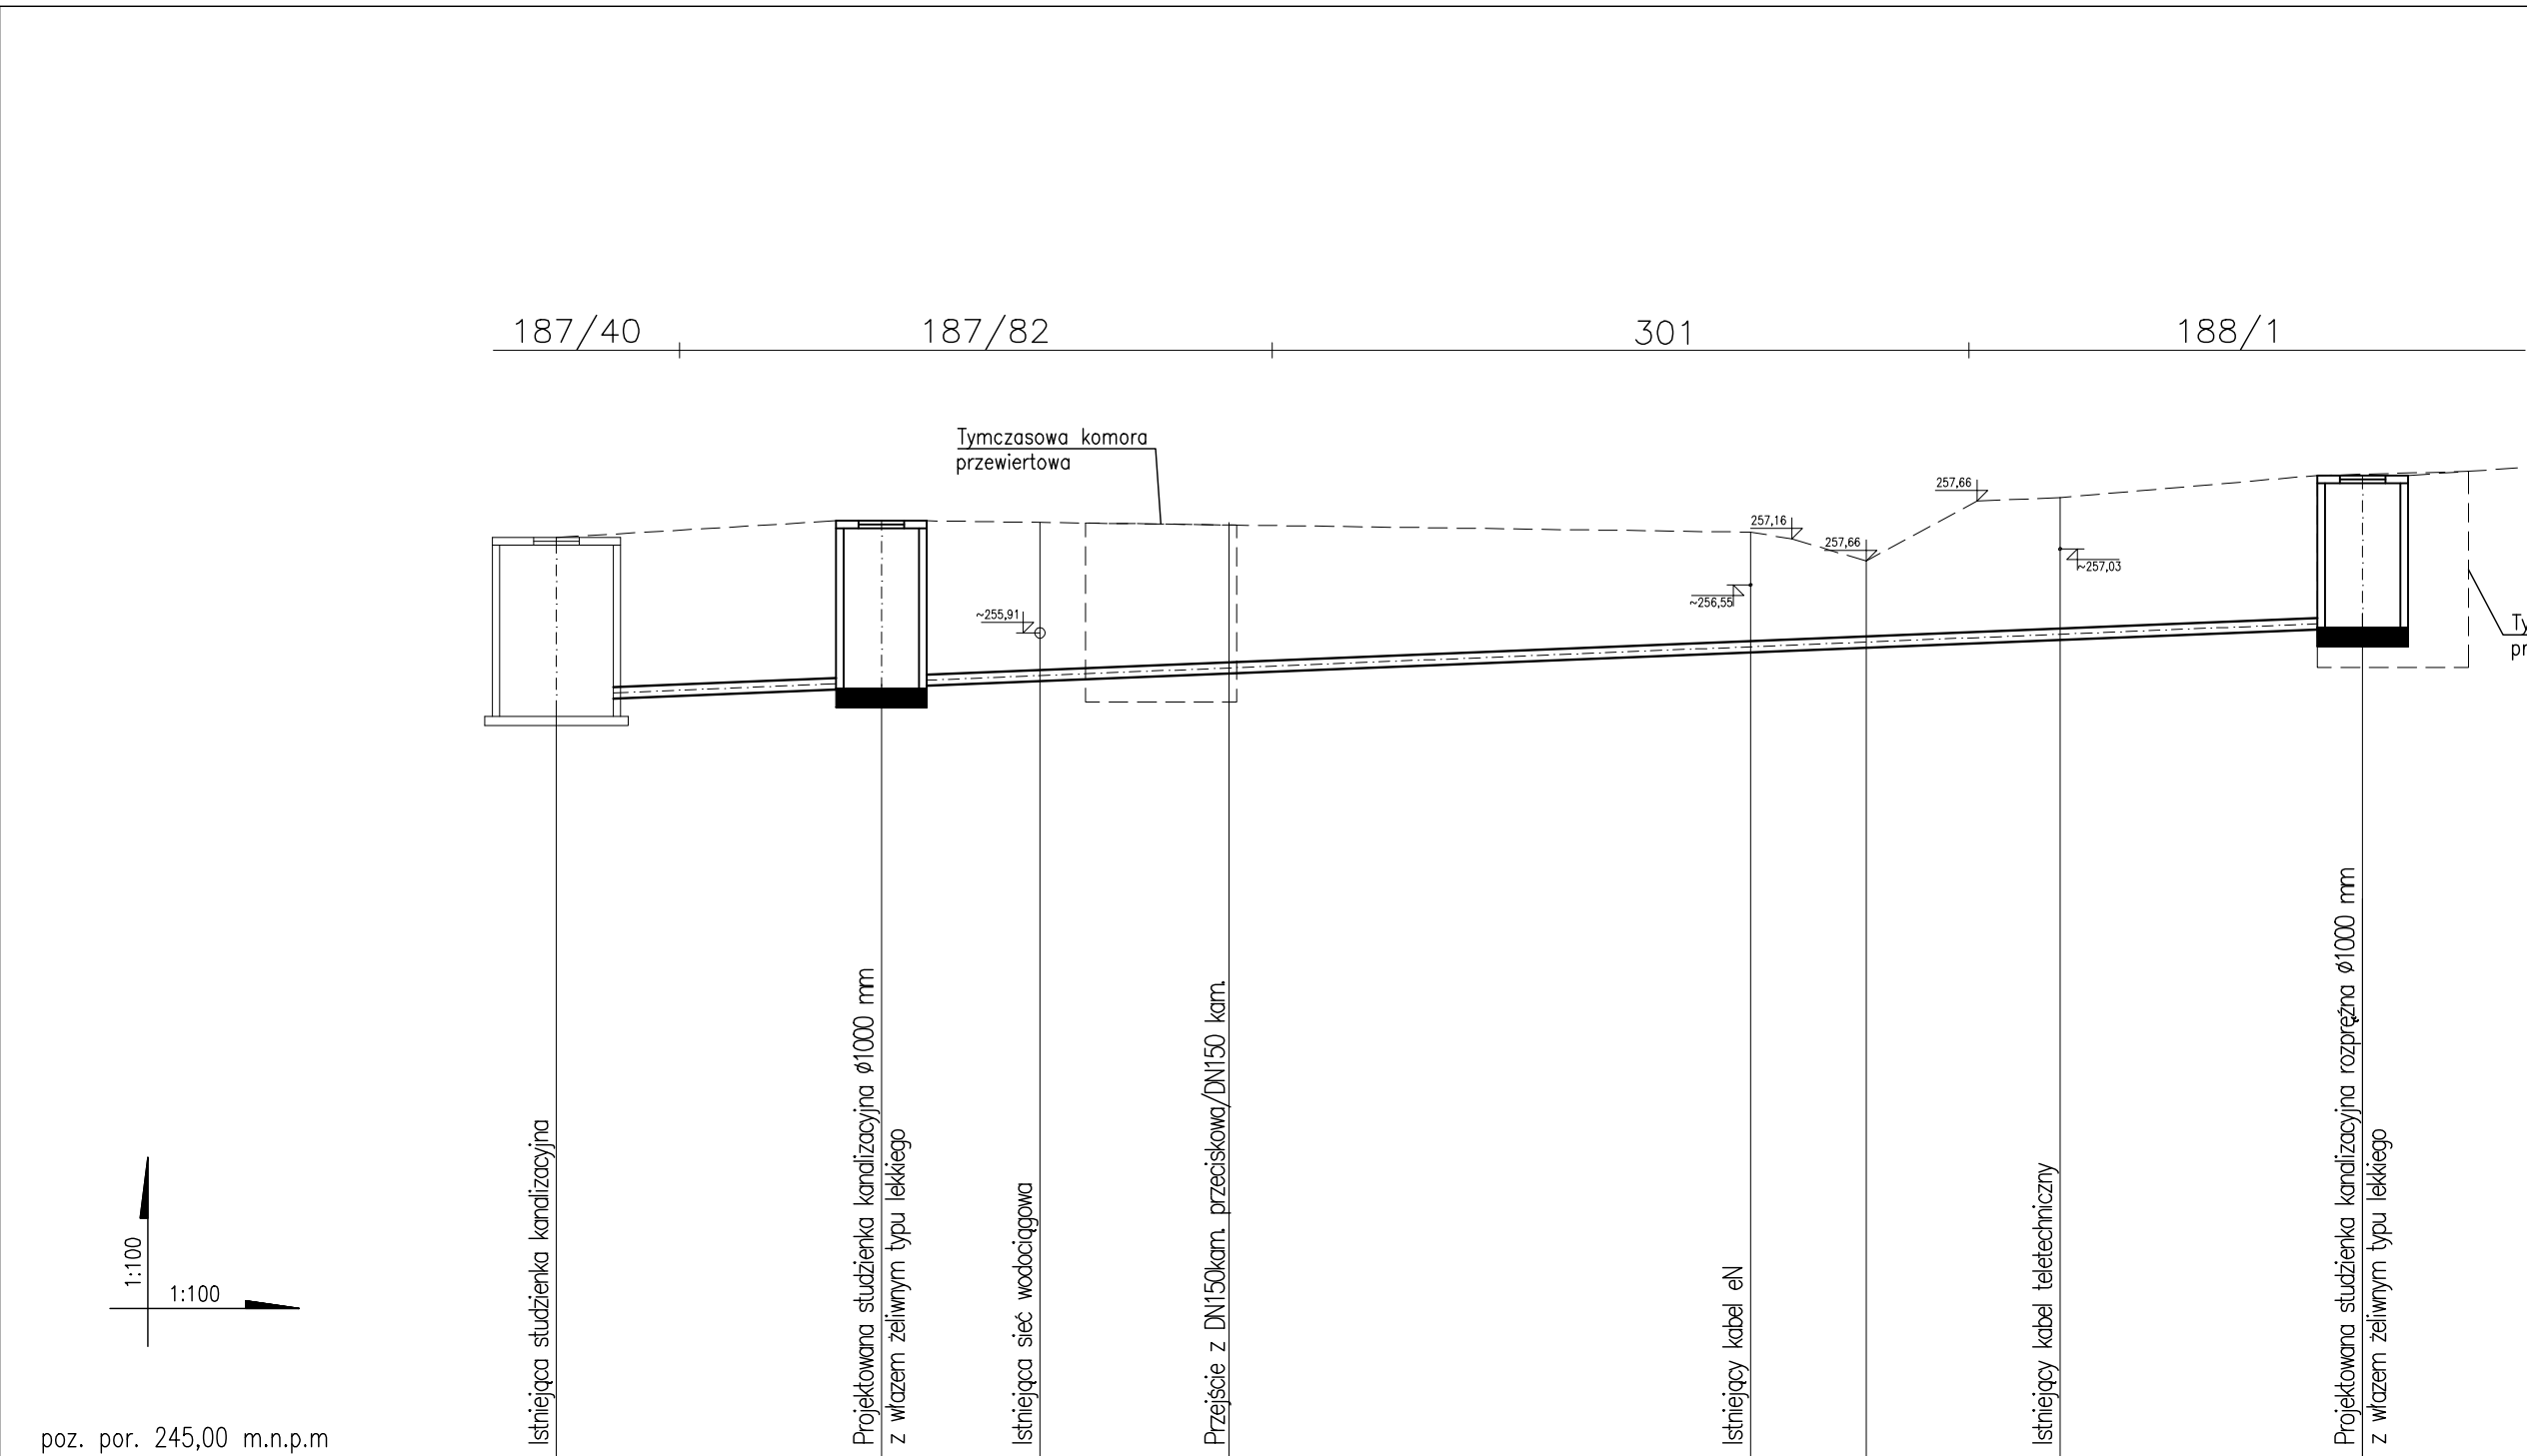 187/40
187/82
301
188/1
Tymczasowa komora
przewiertowa
257,66
257,16
257,66
~257,03
~256,55
~255,91
Ty
pr
Istniejąca studzienka kanalizacyjna
Projektowana studzienka kanalizacyjna ø1000 mm
z włazem żeliwnym typu lekkiego
Istniejąca sieć wodociągowa
Przejście z DN150kam. przeciskowa/DN150 kam.
Istniejący kabel eN
Istniejący kabel teletechniczny
Projektowana studzienka kanalizacyjna rozprężna ø1000 mm
z włazem żeliwnym typu lekkiego
1:100
1:100
poz. por. 245,00 m.n.p.m